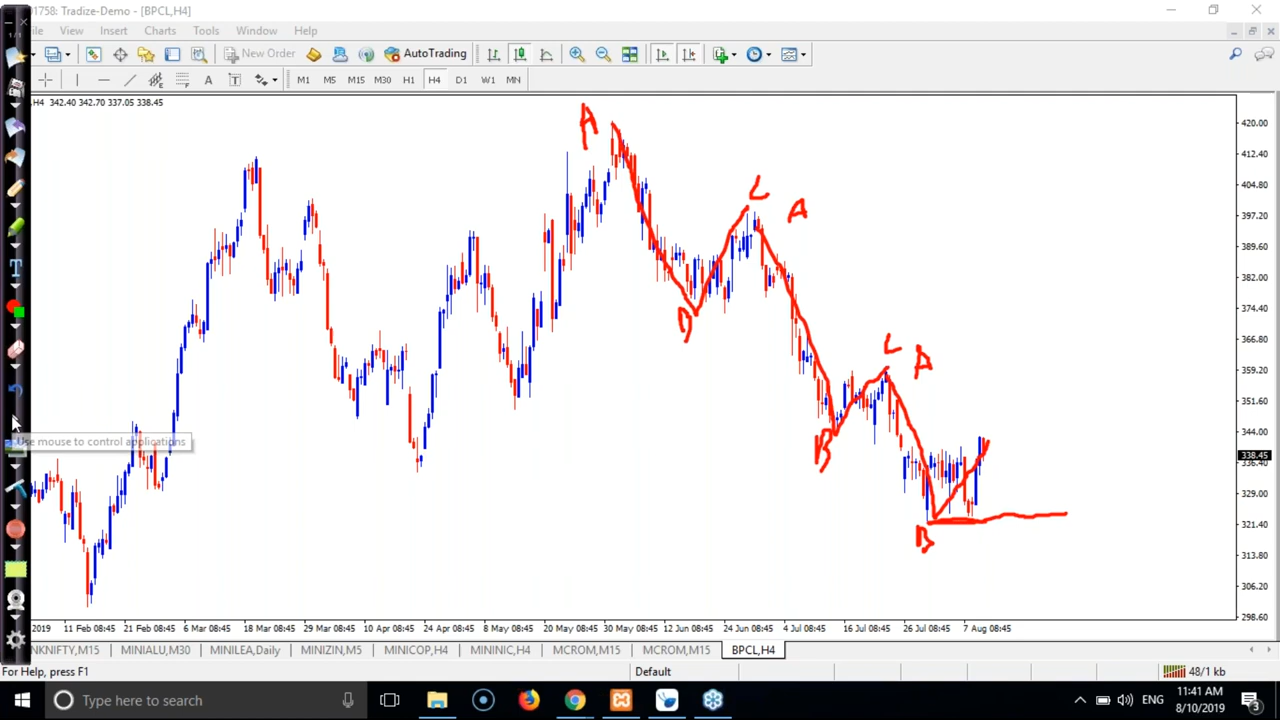 01758: Tradize-Demo - [BPCL,H4]
ile View Insert Charts Tools Window Help
New Order AutoTrading
A T M1 M5 M15 M30 H1 H4 D1 W1 MN
T
1/1
,H4 342.40 342.70 337.05 338.45
A
C A
B
C A
B
B
Use mouse to control applications
420.00
412.40
404.80
397.20
389.60
382.00
374.40
366.80
359.20
351.60
344.00
338.45
336.40
329.00
321.40
313.80
306.20
298.60
2019 11 Feb 08:45 21 Feb 08:45 6 Mar 08:45 18 Mar 08:45 29 Mar 08:45 10 Apr 08:45 24 Apr 08:45 8 May 08:45 20 May 08:45 30 May 08:45 12 Jun 08:45 24 Jun 08:45 4 Jul 08:45 16 Jul 08:45 26 Jul 08:45 7 Aug 08:45
NKNIFTY,M15 MINIALU,M30 MINILEA,Daily MINIZIN,M5 MINICOP,H4 MININIC,H4 MCROM,M15 MCROM,M15 BPCL,H4
For Help, press F1 Default 48/1 kb
Type here to search ENG 11:41 AM
8/10/2019 3